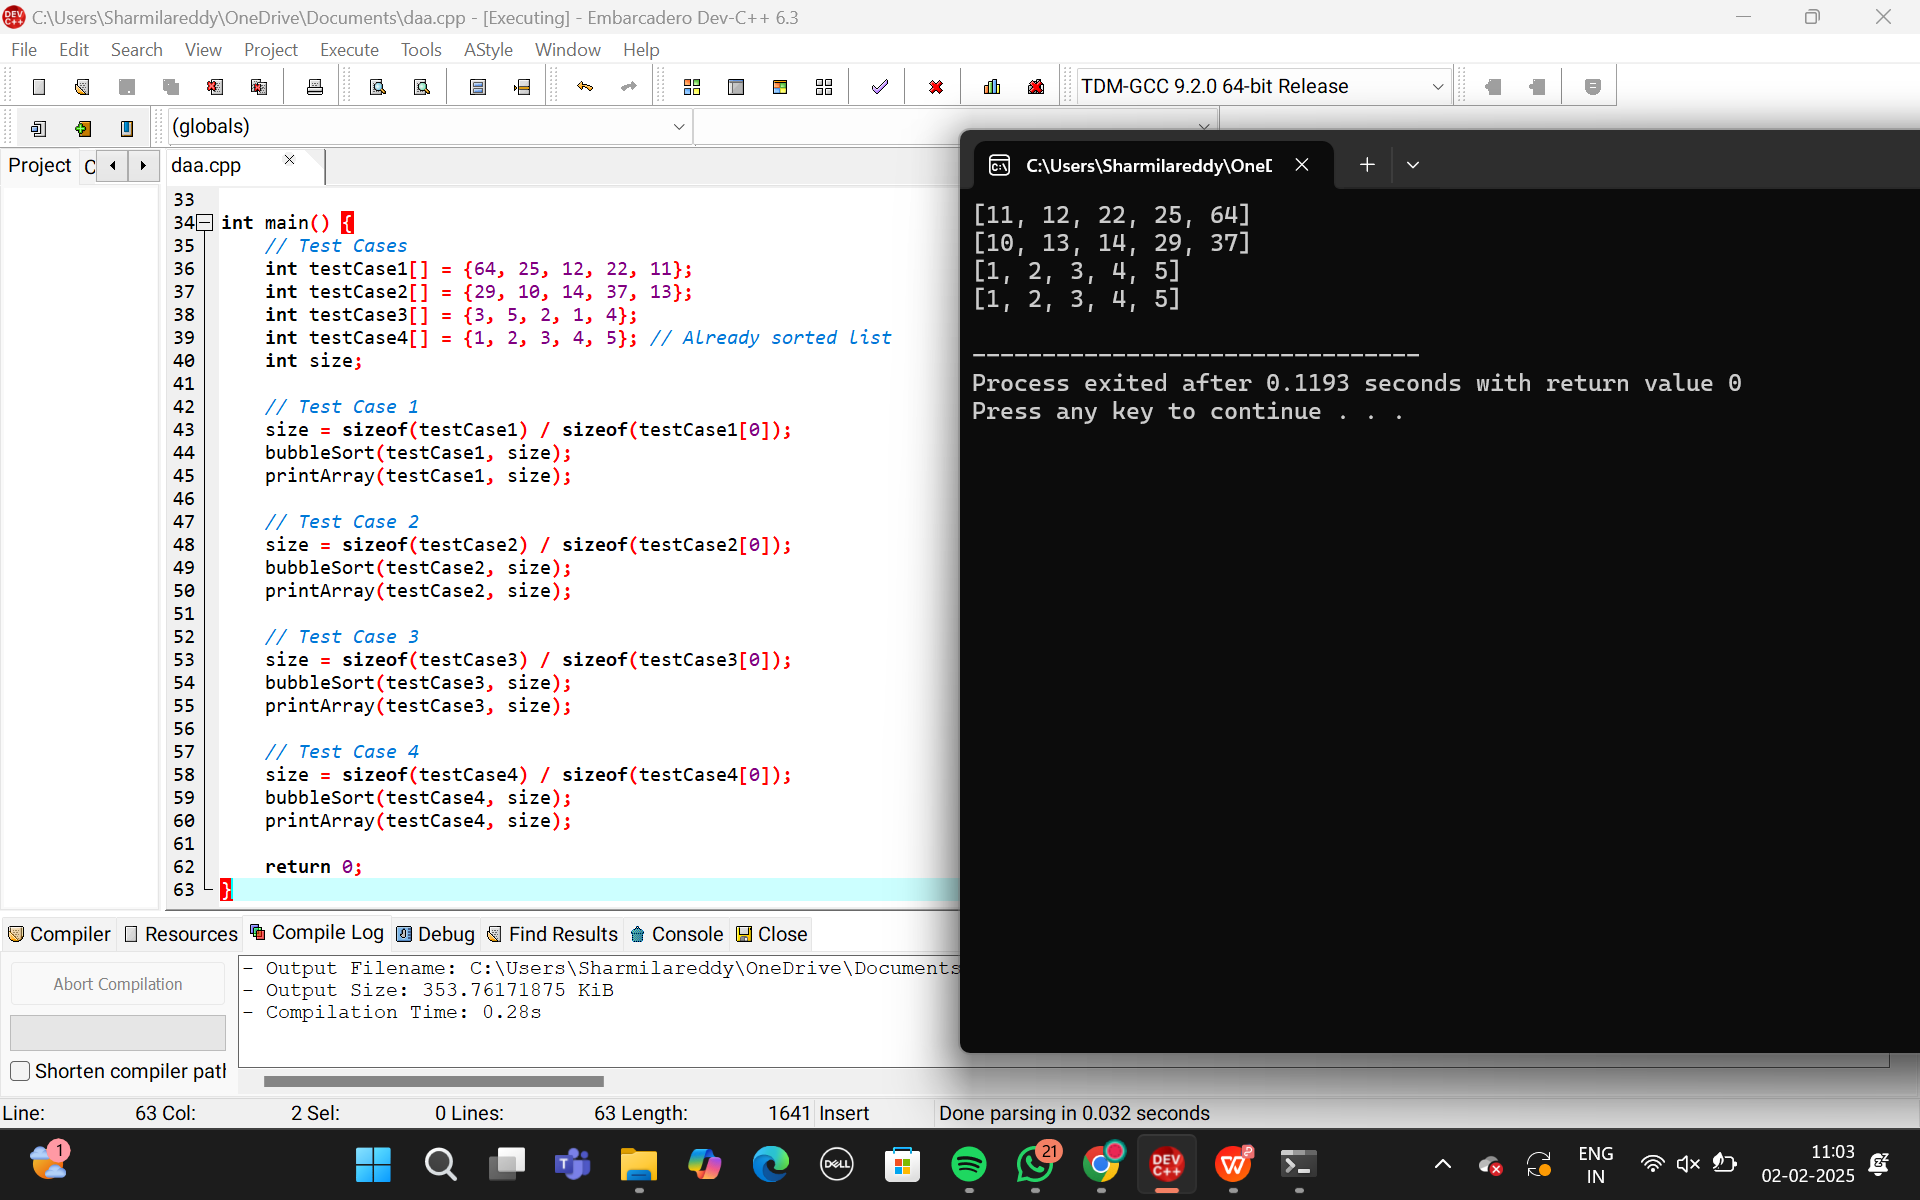 C:\Users\Sharmilareddy\OneDrive\Documents\daa.cpp - [Executing] - Embarcadero Dev-C++ 6.3
File Edit Search View Project Execute Tools AStyle Window Help
TDM-GCC 9.2.0 64-bit Release
(globals)
Project
daa.cpp
33
34 int main() {
35 // Test Cases
36 int testCase1[] = {64, 25, 12, 22, 11};
37 int testCase2[] = {29, 10, 14, 37, 13};
38 int testCase3[] = {3, 5, 2, 1, 4};
39 int testCase4[] = {1, 2, 3, 4, 5}; // Already sorted list
40 int size;
41
42 // Test Case 1
43 size = sizeof(testCase1) / sizeof(testCase1[0]);
44 bubbleSort(testCase1, size);
45 printArray(testCase1, size);
46
47 // Test Case 2
48 size = sizeof(testCase2) / sizeof(testCase2[0]);
49 bubbleSort(testCase2, size);
50 printArray(testCase2, size);
51
52 // Test Case 3
53 size = sizeof(testCase3) / sizeof(testCase3[0]);
54 bubbleSort(testCase3, size);
55 printArray(testCase3, size);
56
57 // Test Case 4
58 size = sizeof(testCase4) / sizeof(testCase4[0]);
59 bubbleSort(testCase4, size);
60 printArray(testCase4, size);
61
62 return 0;
63 }
C:\Users\Sharmilareddy\OneD
[11, 12, 22, 25, 64]
[10, 13, 14, 29, 37]
[1, 2, 3, 4, 5]
[1, 2, 3, 4, 5]
--------------------------------
Process exited after 0.1193 seconds with return value 0
Press any key to continue . . .
Compiler Resources Compile Log Debug Find Results Console Close
Abort Compilation
Shorten compiler path
- Output Filename: C:\Users\Sharmilareddy\OneDrive\Documents
- Output Size: 353.76171875 KiB
- Compilation Time: 0.28s
Line: 63 Col: 2 Sel: 0 Lines: 63 Length: 1641 Insert Done parsing in 0.032 seconds
1
DELL
21
DEV C++
ENG
IN
11:03
02-02-2025